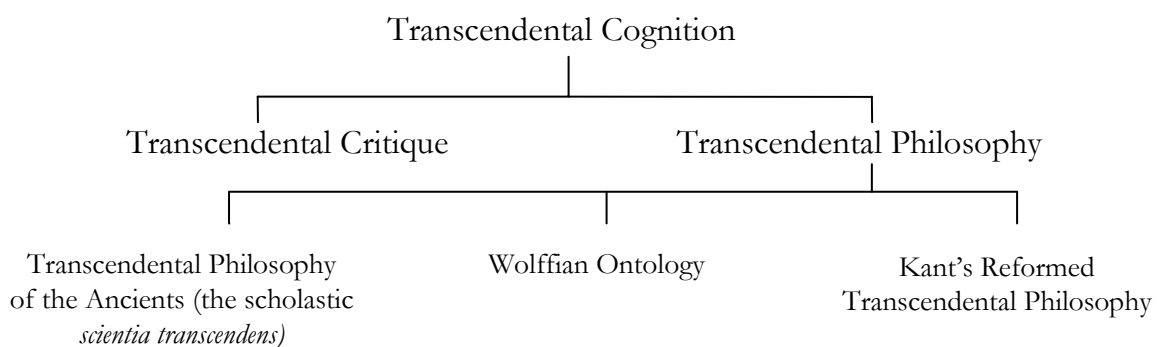 Transcendental Cognition
Transcendental Critique
Transcendental Philosophy
Transcendental Philosophy
of the Ancients (the scholastic
scientia transcendens)
Wolffian Ontology
Kant's Reformed
Transcendental Philosophy